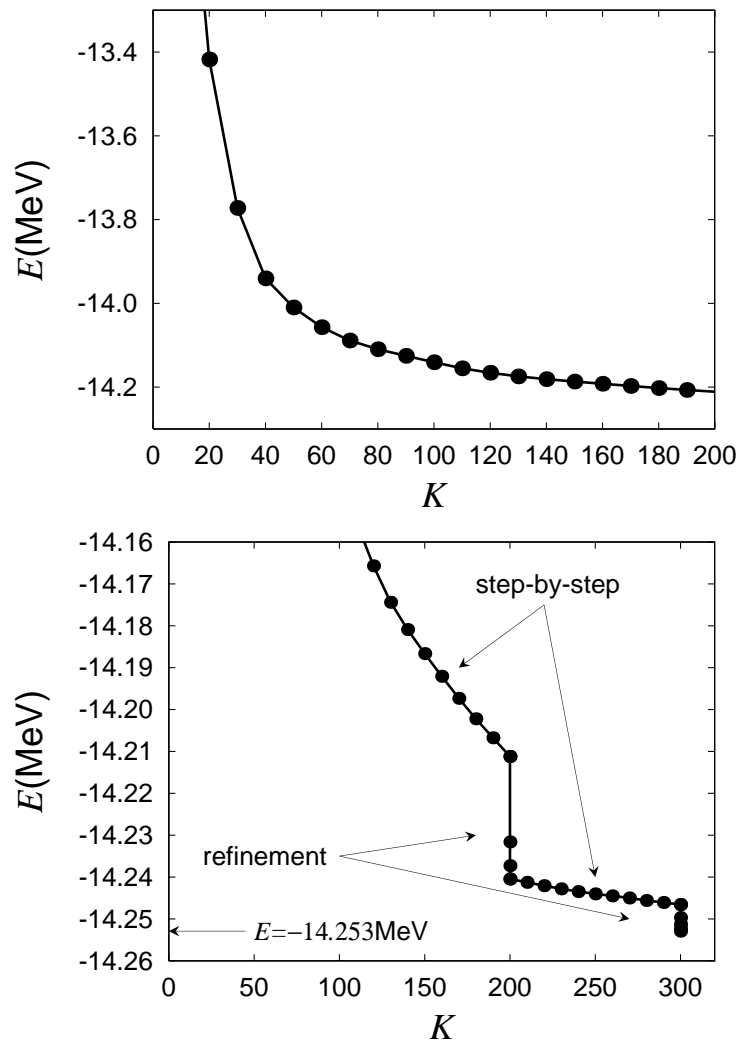 -13.4
-13.6
-13.8
-14.0
-14.2
E(MeV)
0 20 40 60 80 100 120 140 160 180 200
K
-14.16
-14.17
-14.18
-14.19
-14.20
-14.21
-14.22
-14.23
-14.24
-14.25
-14.26
E(MeV)
step-by-step
refinement
E=−14.253MeV
0 50 100 150 200 250 300
K